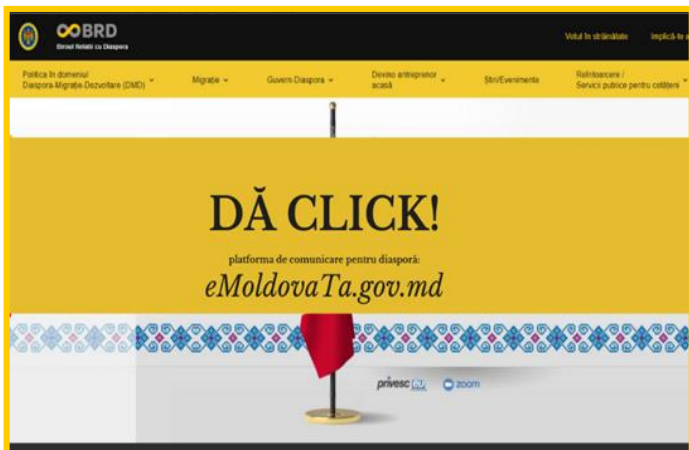 BRD
Biroul Relații cu Diaspora
Votul în străinătate
Implică-te a
Politica în domeniul
Diaspora-Migrație-Dezvoltare (DMD)
Migrație
Guvern-Diaspora
Devino antreprenor
acasă
Știri/Evenimente
Reîntoarcere /
Servicii publice pentru cetățeni
DĂ CLICK!
platforma de comunicare pentru diasporă:
eMoldovaTa.gov.md
privesc eu
zoom